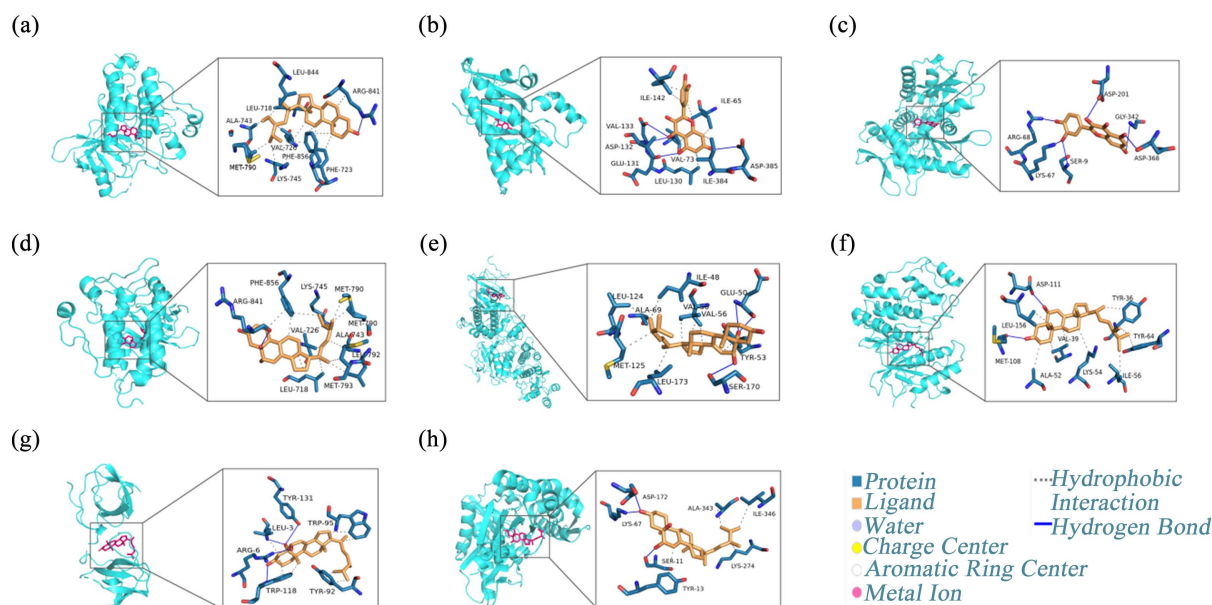 (a)
LEU-844
ARG-841
LEU-718
ALA-743
VAL-726
MET-790
PHE-856
LYS-745
PHE-723
(b)
ILE-142
ILE-65
VAL-133
ASP-132
GLU-131
VAL-73
ASP-385
LEU-130
ILE-384
(c)
ASP-201
GLY-342
ARG-68
ASP-368
SER-9
LYS-67
(d)
PHE-856
LYS-745
MET-790
ARG-841
MET-790
VAL-726
ALA-743
LEU-792
MET-793
LEU-718
(e)
ILE-48
LEU-124
GLU-50
ALA-69
VAL-56
TYR-53
MET-125
LEU-173
SER-170
(f)
ASP-111
TYR-36
LEU-156
VAL-39
TYR-64
MET-108
LYS-54
ALA-52
ILE-56
(g)
TYR-131
TRP-95
LEU-3
ARG-6
TRP-118
TYR-92
(h)
ASP-172
ALA-343
ILE-346
LYS-67
SER-11
LYS-274
TYR-13
Protein
Ligand
Water
Charge Center
Aromatic Ring Center
Metal Ion
Hydrophobic
Interaction
Hydrogen Bond